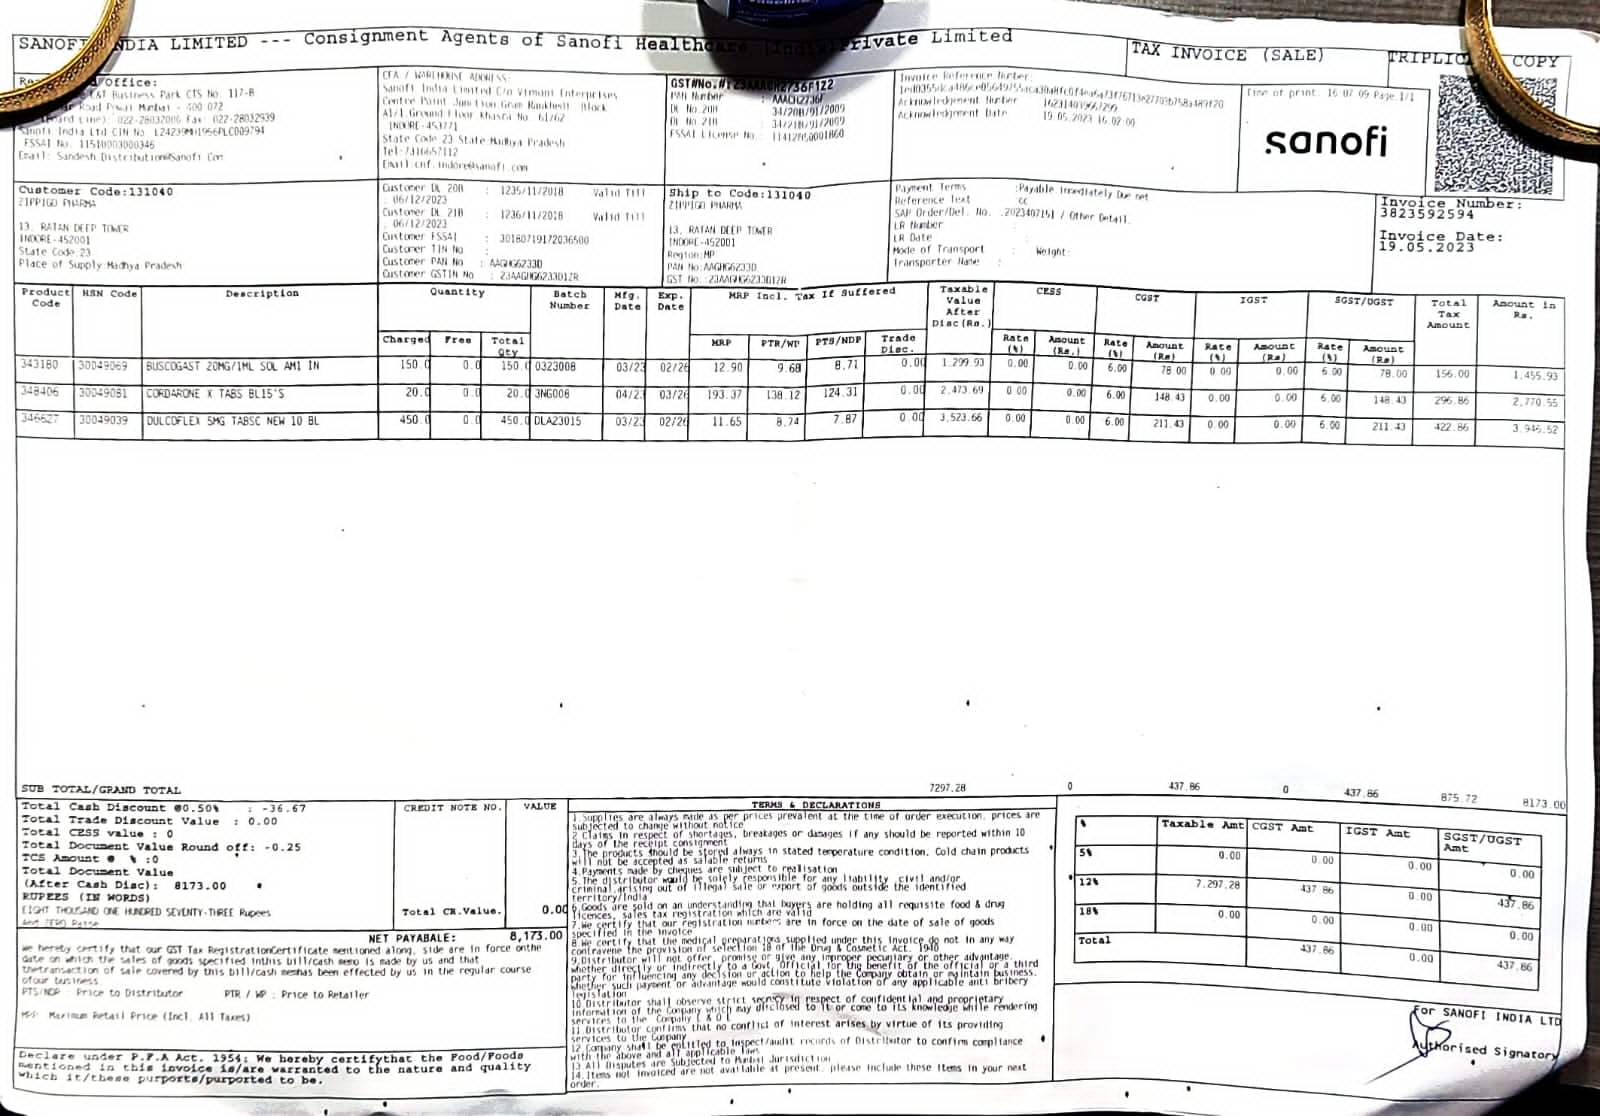 SANOFI INDIA LIMITED --- Consignment Agents of Sanofi Healthcare India Private Limited
TAX INVOICE (SALE)
TRIPLIC COPY
Office:
Business Park CTS No. 117-B
Road Powai Mumbai - 400 072
Fax: 022-28032939
Sanofi India Ltd CIN No. L24239MH1956PLC009794
FSSAI No. 11510003000346
Email: Sandesh.Distribution@Sanofi.Com
CFA / WAREHOUSE ADDRESS:
Sanofi India Limited C/o Vimani Enterprises
Block
A1/1.Ground Floor Khasra No. 61/62
INDORE-453771
State Code 23 State:Madhya Pradesh
Tel:7316657112
PAN Number :
DL No.20B : 34/20B/91/2009
DL No 21B : 34/21B/91/2009
FSSAI License No. : 11412850001860
Invoice Reference Number:
Acknowledgement Number :
Acknowledgement Date : 19.05.2023 16:02:00
Time of print: 16:07:09 Page.1/1
sanofi
Customer Code:131040
ZIPPIGO PHARMA
13, RATAN DEEP TOWER
INDORE-452001
State Code:23
Place of Supply:Madhya Pradesh
Customer DL 20B : 1235/11/2018 Valid Till
: 06/12/2023
Customer DL 21B : 1236/11/2018 Valid Till
: 06/12/2023
Customer FSSAI : 30180719172036500
Customer TIN No :
Customer PAN No : AAQHG6233D
Customer GSTIN No : 23AAQHG6233D1ZR
Ship to Code:131040
ZIPPIGO PHARMA
13, RATAN DEEP TOWER
INDORE-452001
Region:MP
PAN No:AAQHG6233D
GST No.:23AAQHG6233D1ZR
Payment Terms :Payable immediately Due net
Reference Text : cc
SAP Order/Del. No. .2023407151 / Other Detail.
LR Number :
LR Date :
Mode of Transport : Weight:
Transporter Name :
Invoice Number:
3823592594
Invoice Date:
19.05.2023
Product Code HSN Code Description Quantity Batch Number Mfg. Date Exp. Date MRP Incl. Tax If Suffered Taxable Value After Disc(Rs.) CESS CGST IGST SGST/UGST Total Tax Amount Amount in Rs.
Charged Free Total Qty MRP PTR/WP PTS/NDP Trade Disc. Rate (%) Amount (Rs.) Rate (%) Amount (Rs) Rate (%) Amount (Rs) Rate (%) Amount (Rs)
343180 30049069 BUSCOGAST 20MG/1ML SOL AMI IN 150.0 0.0 150.0 0323008 03/23 02/26 12.90 9.68 8.71 0.00 1,299.93 0.00 0.00 6.00 78.00 0.00 0.00 6.00 78.00 156.00 1,455.93
348406 30049081 CORDARONE X TABS BL15'S 20.0 0.0 20.0 3NG008 04/23 03/26 193.37 138.12 124.31 0.00 2,473.69 0.00 0.00 6.00 148.43 0.00 0.00 6.00 148.43 296.86 2,770.55
346627 30049039 DULCOFLEX 5MG TABSC NEW 10 BL 450.0 0.0 450.0 DLA23015 03/23 02/26 11.65 8.74 7.87 0.00 3,523.66 0.00 0.00 6.00 211.43 0.00 0.00 6.00 211.43 422.86 3,946.52
SUB TOTAL/GRAND TOTAL 7297.28 0 437.86 0 437.86 875.72 8173.00
Total Cash Discount @0.50% : -36.67
Total Trade Discount Value : 0.00
Total CESS value : 0
Total Document Value Round off: -0.25
TCS Amount @ % :0
Total Document Value
(After Cash Disc): 8173.00
RUPEES (IN WORDS)
EIGHT THOUSAND ONE HUNDRED SEVENTY-THREE Rupees
And ZERO Paise
CREDIT NOTE NO. VALUE
Total CR.Value. 0.00
NET PAYABALE: 8,173.00
We hereby certify that our GST Tax RegistrationCertificate mentioned along, side are in force onthe
date on which the sales of goods specified inthis bill/cash memo is made by us and that
thetransaction of sale covered by this bill/cash memhas been effected by us in the regular course
ofour business.
PTS/NDP : Price to Distributor PTR / WP : Price to Retailer
MRP: Maximum Retail Price (Incl. All Taxes)
Declare under P.F.A Act. 1954: We hereby certifythat the Food/Foods
mentioned in this invoice is/are warranted to the nature and quality
which it/these purports/purported to be.
TERMS & DECLARATIONS
1.Supplies are always made as per prices prevalent at the time of order execution, prices are
subjected to change without notice
2.Claims in respect of shortages, breakages or damages if any should be reported within 10
days of the receipt consignment
3.The products should be stored always in stated temperature condition. Cold chain products
will not be accepted as salable returns
4.Payments made by cheques are subject to realisation
5.The distributor would be solely responsible for any liability ,civil and/or
criminal,arising out of illegal sale or export of goods outside the identified
territory/India
6.Goods are sold on an understanding that buyers are holding all requisite food & drug
licences, sales tax registration which are valid
7.We certify that our registration numbers are in force on the date of sale of goods
specified in the invoice
8.We certify that the medical preparations supplied under this invoice do not in any way
contravene the provision of selection 18 of the Drug & Cosmetic Act, 1940
9.Distributor will not offer, promise or give any improper pecuniary or other advantage,
whether directly or indirectly to a Govt. Official for the benefit of the official or a third
party for influencing any decision or action to help the Company obtain or maintain business.
Whether such payment or advantage would constitute violation of any applicable anti bribery
legislation
10.Distributor shall observe strict secrecy in respect of confidential and proprietary
information of the Company which may disclosed to it or come to its knowledge while rendering
services to the Company
11.Distributor confirms that no conflict of interest arises by virtue of its providing
services to the Company
12.Company shall be entitled to inspect/audit records of Distributor to confirm compliance
with the above and all applicable laws
13.All Disputes are Subjected to Mumbai Jurisdiction
14.Items not invoiced are not available at present, please include these items in your next
order.
% Taxable Amt CGST Amt IGST Amt SGST/UGST Amt
5% 0.00 0.00 0.00 0.00
12% 7,297.28 437.86 0.00 437.86
18% 0.00 0.00 0.00 0.00
Total 437.86 0.00 437.86
For SANOFI INDIA LTD
Authorised Signatory